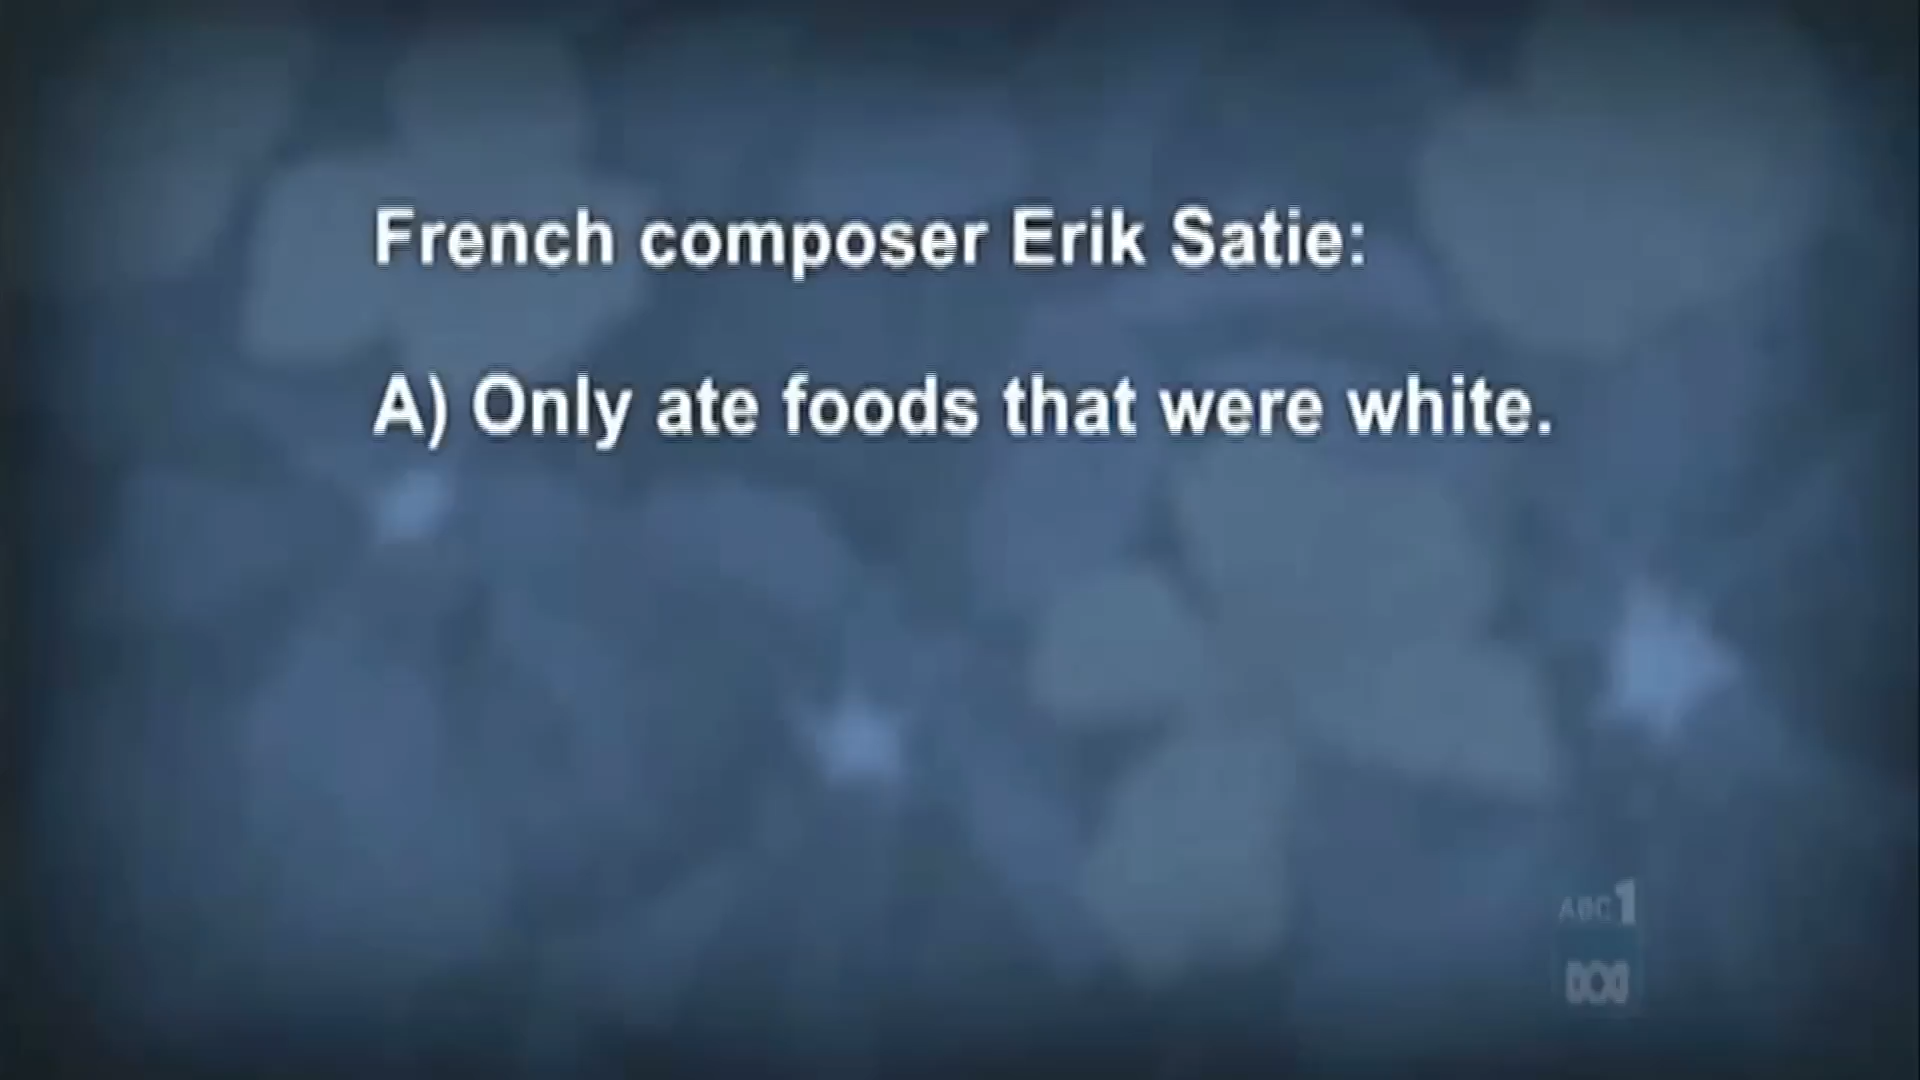 French composer Erik Satie:
A) Only ate foods that were white.
ABC1